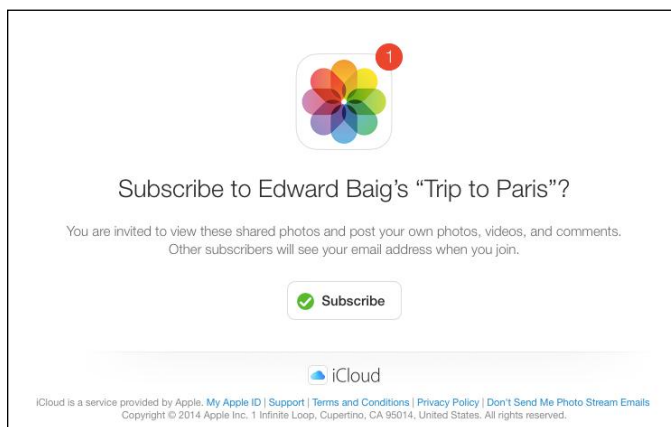 1
Subscribe to Edward Baig’s “Trip to Paris”?
You are invited to view these shared photos and post your own photos, videos, and comments.
Other subscribers will see your email address when you join.
Subscribe
iCloud
iCloud is a service provided by Apple. My Apple ID | Support | Terms and Conditions | Privacy Policy | Don't Send Me Photo Stream Emails
Copyright © 2014 Apple Inc. 1 Infinite Loop, Cupertino, CA 95014, United States. All rights reserved.